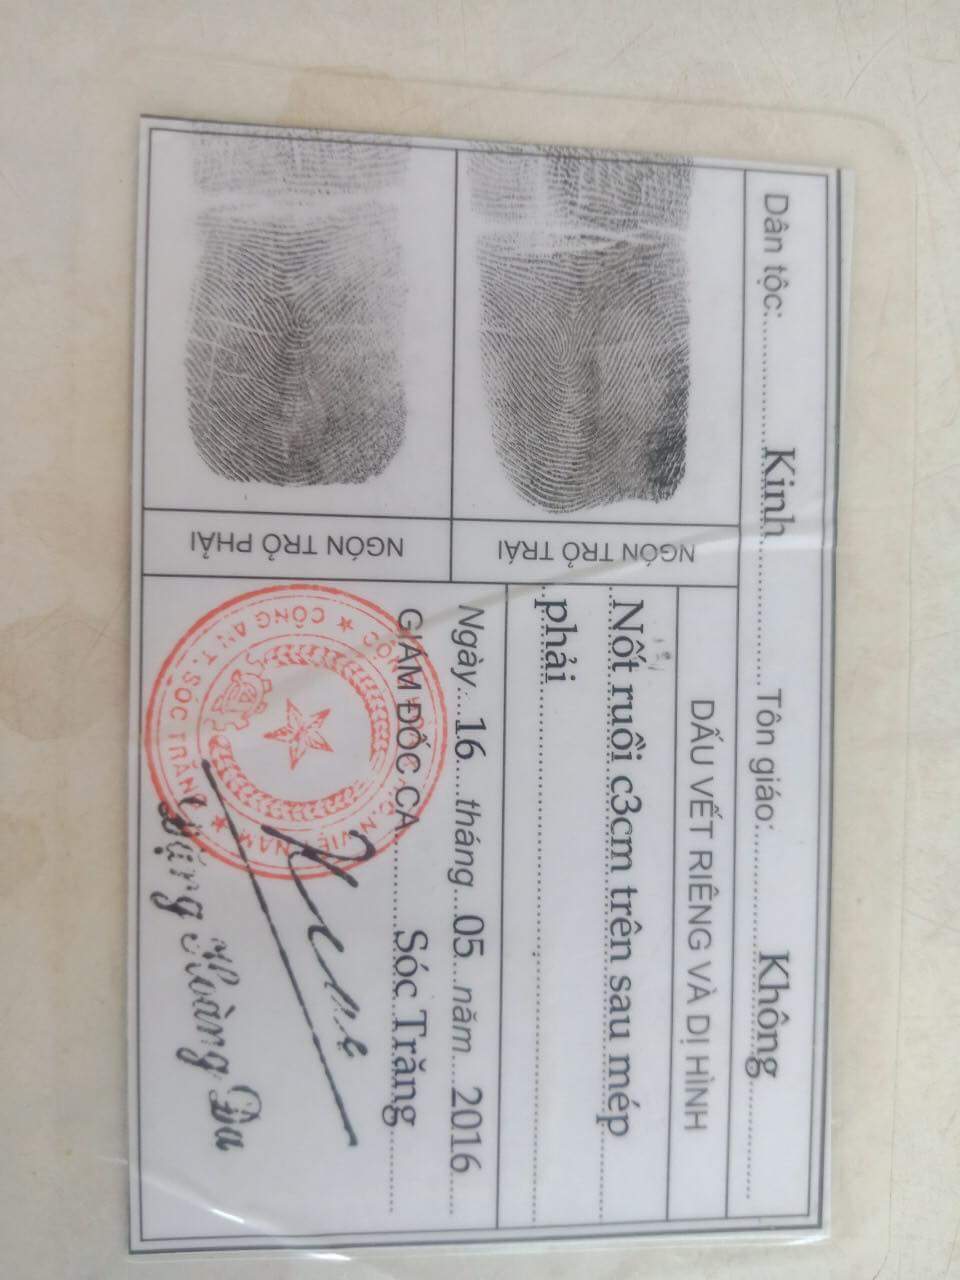 Dân tộc: Kinh Tôn giáo: Không
NGÓN TRỎ TRÁI
DẤU VẾT RIÊNG VÀ DỊ HÌNH
Nốt ruồi c3cm trên sau mép
phải
NGÓN TRỎ PHẢI
Ngày 16 tháng 05 năm 2016
GIÁM ĐỐC CA Sóc Trăng
CÔNG AN T. SÓC TRĂNG
Đặng Hoàng Đa